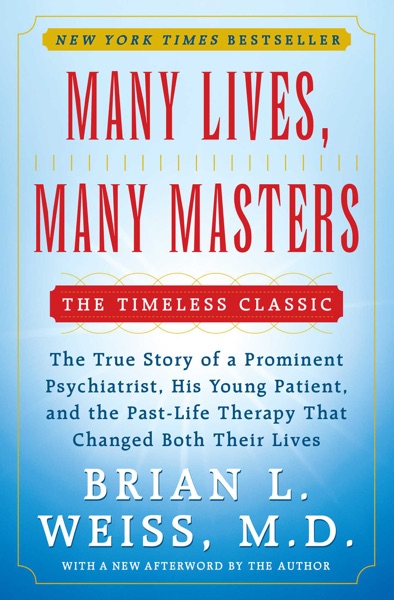 NEW YORK TIMES BESTSELLER
MANY LIVES,
MANY MASTERS
THE TIMELESS CLASSIC
The True Story of a Prominent
Psychiatrist, His Young Patient,
and the Past-Life Therapy That
Changed Both Their Lives
BRIAN L.
WEISS, M.D.
WITH A NEW AFTERWORD BY THE AUTHOR